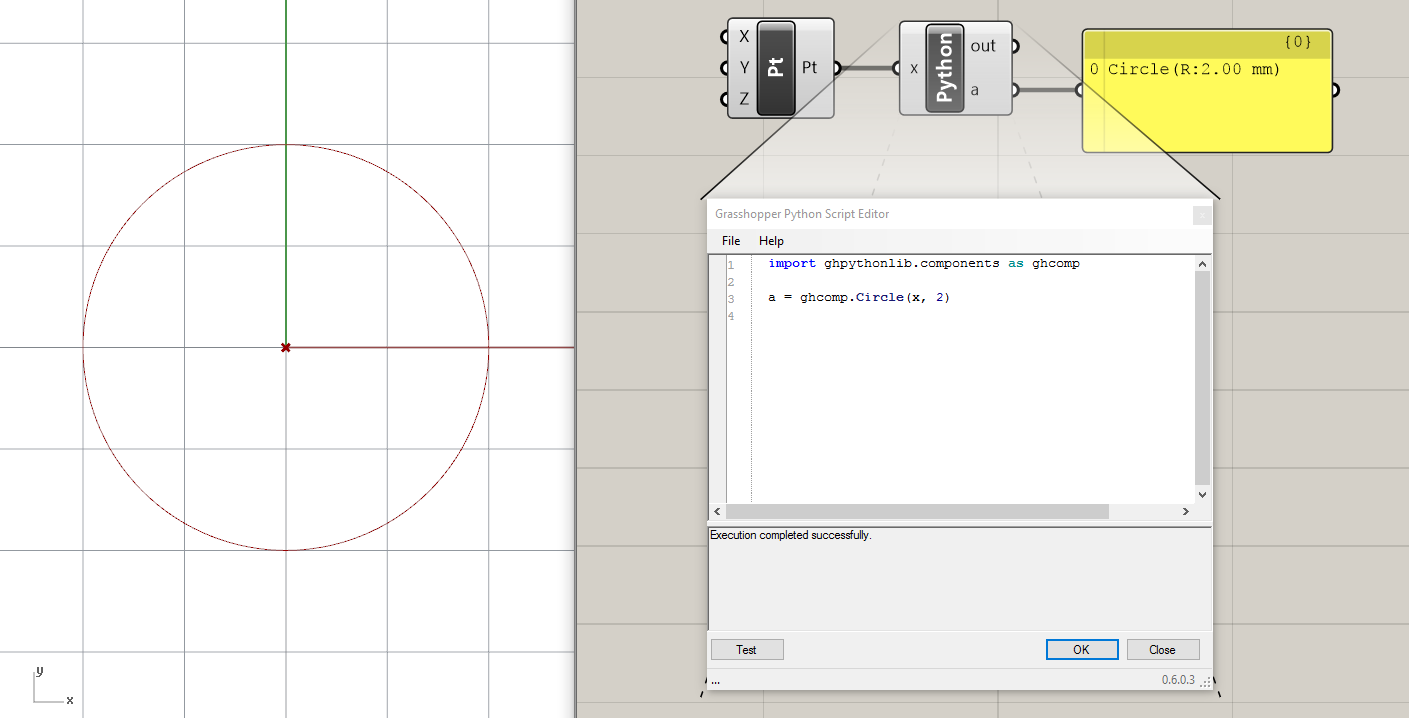 X
Y
Z
Pt
Pt
x
Python
out
a
{0}
0 Circle(R:2.00 mm)
Grasshopper Python Script Editor
x
File Help
1 import ghpythonlib.components as ghcomp
2
3 a = ghcomp.Circle(x, 2)
4
Execution completed successfully.
Test OK Close
... 0.6.0.3
y
x